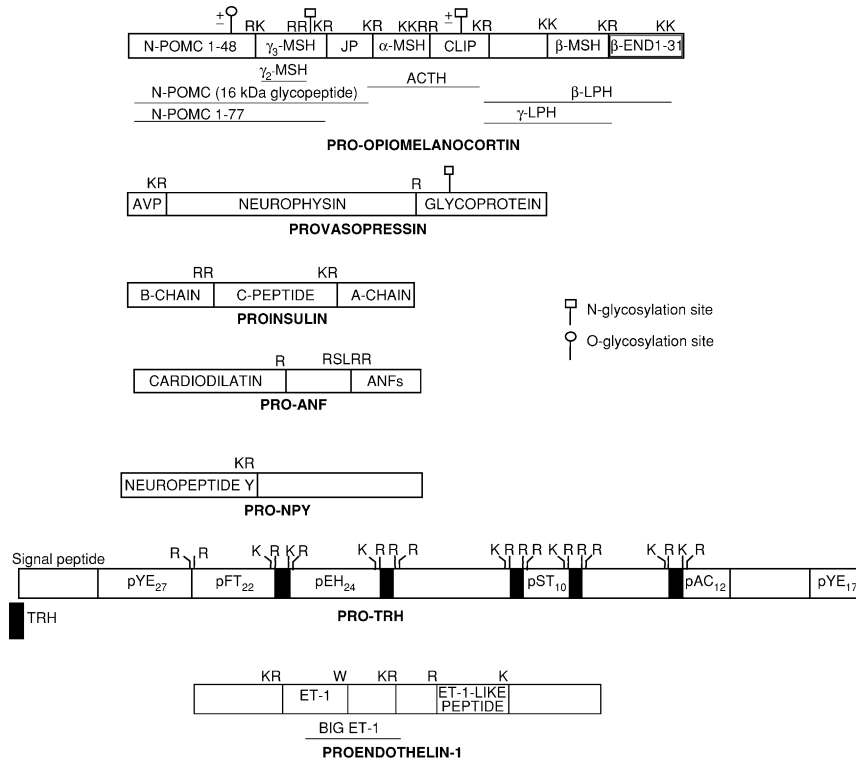 ± RK RR KR KR KKRR ± KR KK KR KK
N-POMC 1-48 γ3-MSH JP α-MSH CLIP β-MSH β-END1-31
γ2-MSH
ACTH
N-POMC (16 kDa glycopeptide) β-LPH
N-POMC 1-77 γ-LPH
PRO-OPIOMELANOCORTIN
KR R
AVP NEUROPHYSIN GLYCOPROTEIN
PROVASOPRESSIN
RR KR
B-CHAIN C-PEPTIDE A-CHAIN
PROINSULIN
N-glycosylation site
O-glycosylation site
R RSLRR
CARDIODILATIN ANFs
PRO-ANF
KR
NEUROPEPTIDE Y
PRO-NPY
Signal peptide R R K R K R K R R R K R R R K R R R K R K R
pYE27 pFT22 pEH24 pST10 pAC12 pYE17
TRH PRO-TRH
KR W KR R K
ET-1 ET-1-LIKE
PEPTIDE
BIG ET-1
PROENDOTHELIN-1